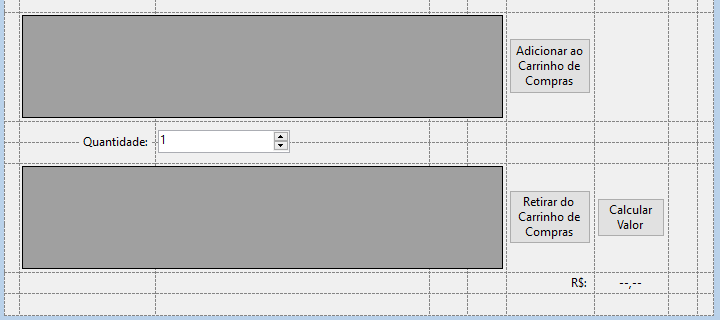 Adicionar ao
Carrinho de
Compras
Quantidade:
1
Retirar do
Carrinho de
Compras
Calcular
Valor
R$:
--,--